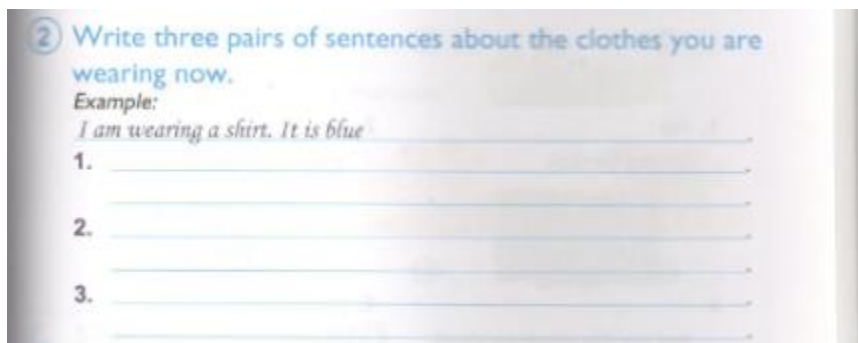 2 Write three pairs of sentences about the clothes you are
wearing now.
Example:
I am wearing a shirt. It is blue .
1. .
.
2. .
.
3. .
.